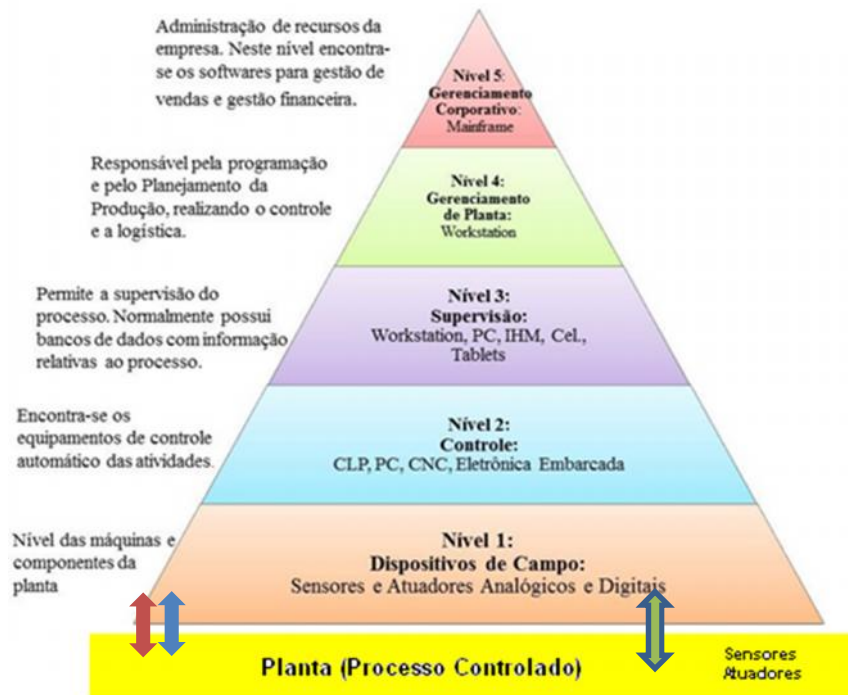 Administração de recursos da
empresa. Neste nível encontra-
se os softwares para gestão de
vendas e gestão financeira.
Nível 5:
Gerenciamento
Corporativo:
Mainframe
Responsável pela programação
e pelo Planejamento da
Produção, realizando o controle
e a logística.
Nível 4:
Gerenciamento
de Planta:
Workstation
Permite a supervisão do
processo. Normalmente possui
bancos de dados com informação
relativas ao processo.
Nível 3:
Supervisão:
Workstation, PC, IHM, Cel.,
Tablets
Encontra-se os
equipamentos de controle
automático das atividades.
Nível 2:
Controle:
CLP, PC, CNC, Eletrônica Embarcada
Nível das máquinas e
componentes da
planta
Nível 1:
Dispositivos de Campo:
Sensores e Atuadores Analógicos e Digitais
Planta (Processo Controlado)
Sensores
Atuadores